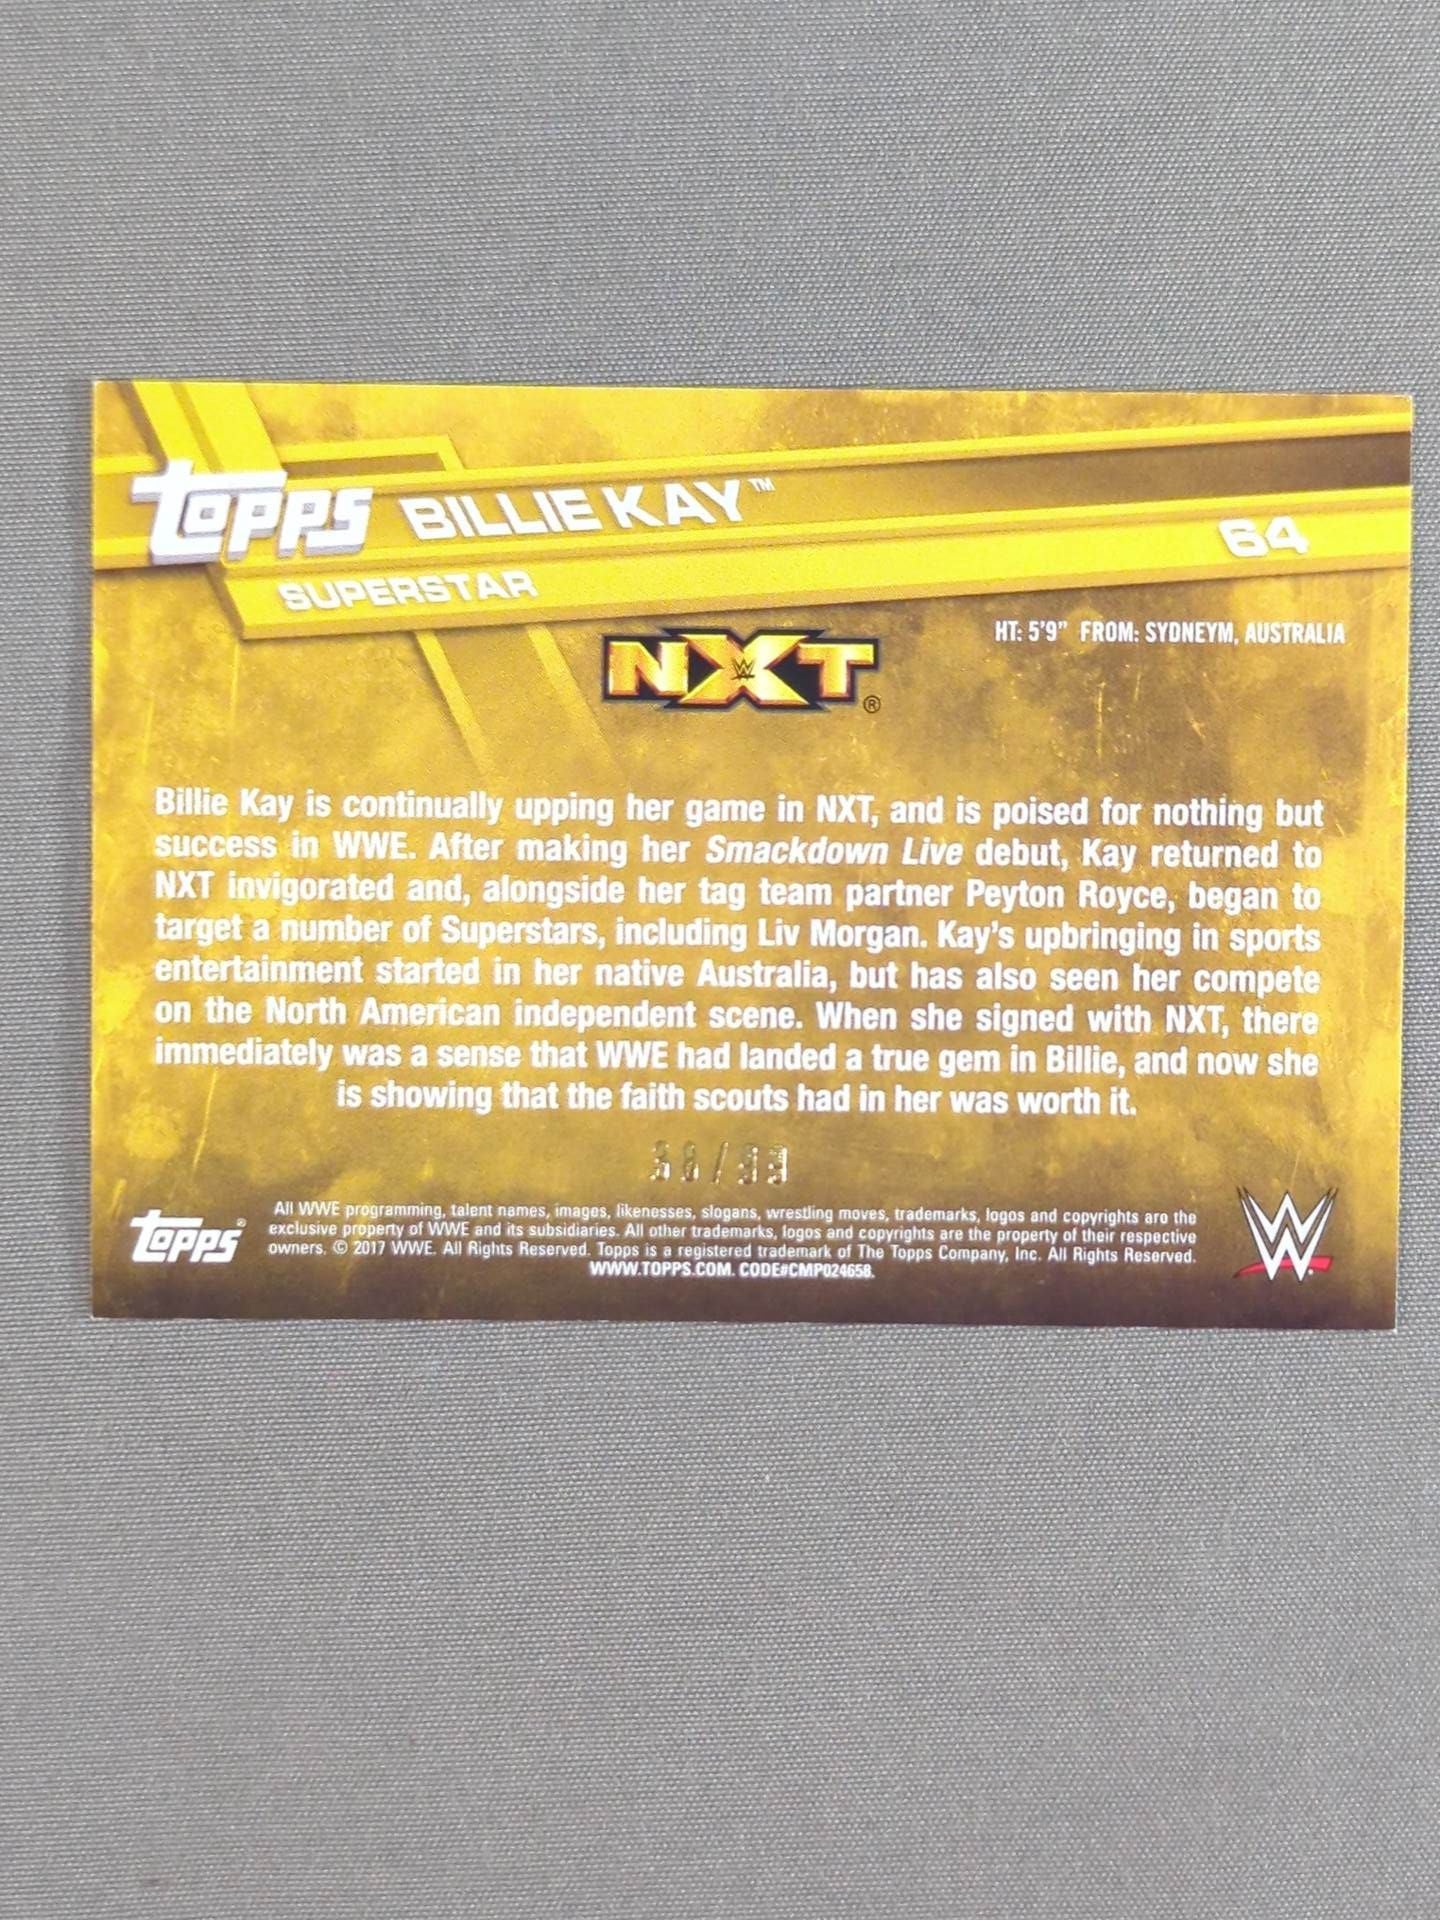 Topps BILLIE KAY™
64
SUPERSTAR
HT: 5'9" FROM: SYDNEYM, AUSTRALIA
NXT®
Billie Kay is continually upping her game in NXT, and is poised for nothing but
success in WWE. After making her Smackdown Live debut, Kay returned to
NXT invigorated and, alongside her tag team partner Peyton Royce, began to
target a number of Superstars, including Liv Morgan. Kay's upbringing in sports
entertainment started in her native Australia, but has also seen her compete
on the North American independent scene. When she signed with NXT, there
immediately was a sense that WWE had landed a true gem in Billie, and now she
is showing that the faith scouts had in her was worth it.
Topps®
All WWE programming, talent names, images, likenesses, slogans, wrestling moves, trademarks, logos and copyrights are the
exclusive property of WWE and its subsidiaries. All other trademarks, logos and copyrights are the property of their respective
owners. © 2017 WWE. All Rights Reserved. Topps is a registered trademark of The Topps Company, Inc. All Rights Reserved.
WWW.TOPPS.COM. CODE#CMP024658.
W